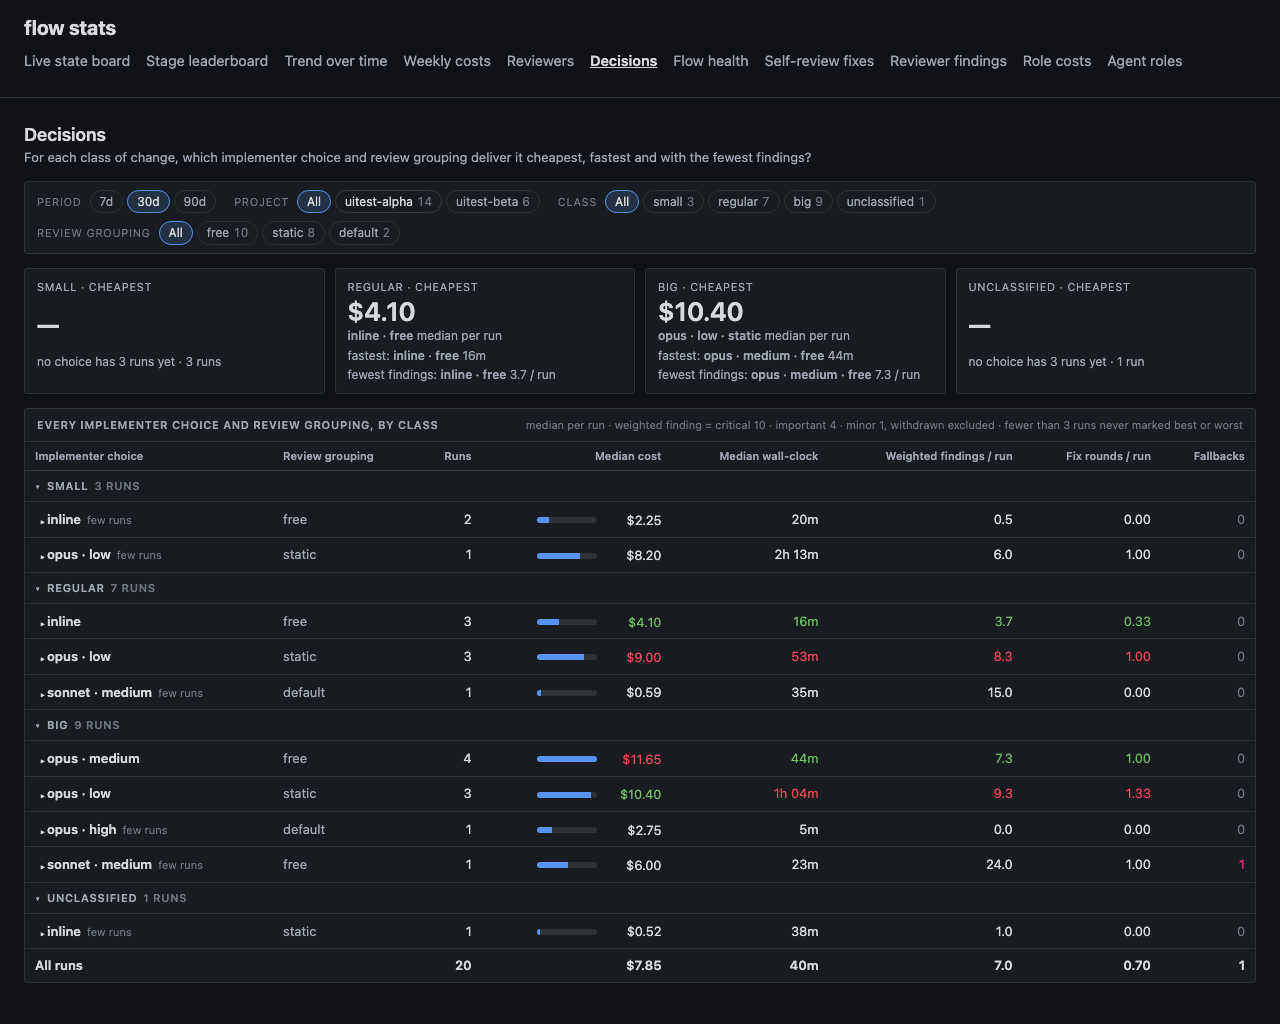 flow stats
Live state board Stage leaderboard Trend over time Weekly costs Reviewers Decisions Flow health Self-review fixes Reviewer findings Role costs Agent roles
Decisions
For each class of change, which implementer choice and review grouping deliver it cheapest, fastest and with the fewest findings?
PERIOD 7d 30d 90d PROJECT All uitest-alpha 14 uitest-beta 6 CLASS All small 3 regular 7 big 9 unclassified 1
REVIEW GROUPING All free 10 static 8 default 2
SMALL · CHEAPEST
—
no choice has 3 runs yet · 3 runs
REGULAR · CHEAPEST
$4.10
inline · free median per run
fastest: inline · free 16m
fewest findings: inline · free 3.7 / run
BIG · CHEAPEST
$10.40
opus · low · static median per run
fastest: opus · medium · free 44m
fewest findings: opus · medium · free 7.3 / run
UNCLASSIFIED · CHEAPEST
—
no choice has 3 runs yet · 1 run
EVERY IMPLEMENTER CHOICE AND REVIEW GROUPING, BY CLASS median per run · weighted finding = critical 10 · important 4 · minor 1, withdrawn excluded · fewer than 3 runs never marked best or worst
Implementer choice Review grouping Runs Median cost Median wall-clock Weighted findings / run Fix rounds / run Fallbacks
▾ SMALL 3 RUNS
▸ inline few runs free 2 $2.25 20m 0.5 0.00 0
▸ opus · low few runs static 1 $8.20 2h 13m 6.0 1.00 0
▾ REGULAR 7 RUNS
▸ inline free 3 $4.10 16m 3.7 0.33 0
▸ opus · low static 3 $9.00 53m 8.3 1.00 0
▸ sonnet · medium few runs default 1 $0.59 35m 15.0 0.00 0
▾ BIG 9 RUNS
▸ opus · medium free 4 $11.65 44m 7.3 1.00 0
▸ opus · low static 3 $10.40 1h 04m 9.3 1.33 0
▸ opus · high few runs default 1 $2.75 5m 0.0 0.00 0
▸ sonnet · medium few runs free 1 $6.00 23m 24.0 1.00 1
▾ UNCLASSIFIED 1 RUNS
▸ inline few runs static 1 $0.52 38m 1.0 0.00 0
All runs 20 $7.85 40m 7.0 0.70 1